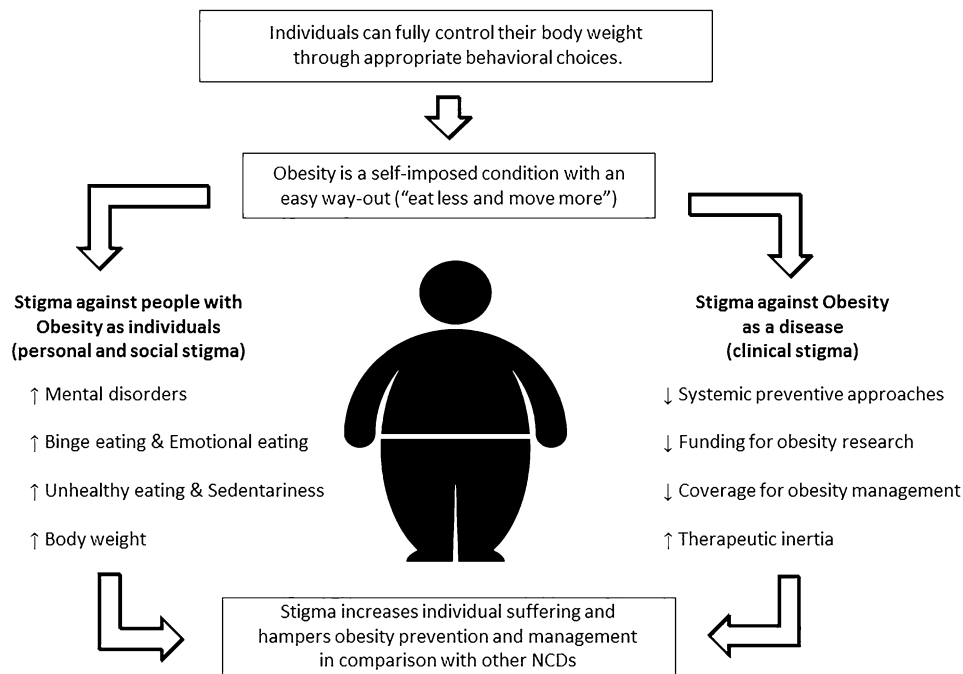 Individuals can fully control their body weight
through appropriate behavioral choices.
Obesity is a self-imposed condition with an
easy way-out (“eat less and move more”)
Stigma against people with
Obesity as individuals
(personal and social stigma)
↑ Mental disorders
↑ Binge eating & Emotional eating
↑ Unhealthy eating & Sedentariness
↑ Body weight
Stigma against Obesity
as a disease
(clinical stigma)
↓ Systemic preventive approaches
↓ Funding for obesity research
↓ Coverage for obesity management
↑ Therapeutic inertia
Stigma increases individual suffering and
hampers obesity prevention and management
in comparison with other NCDs